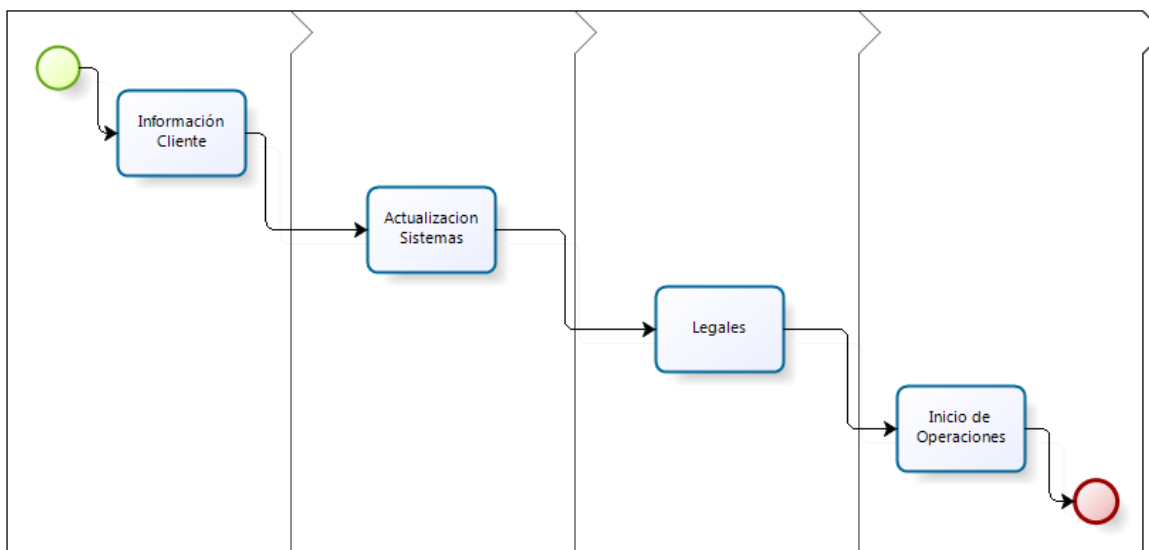 Información
Cliente
Actualizacion
Sistemas
Legales
Inicio de
Operaciones